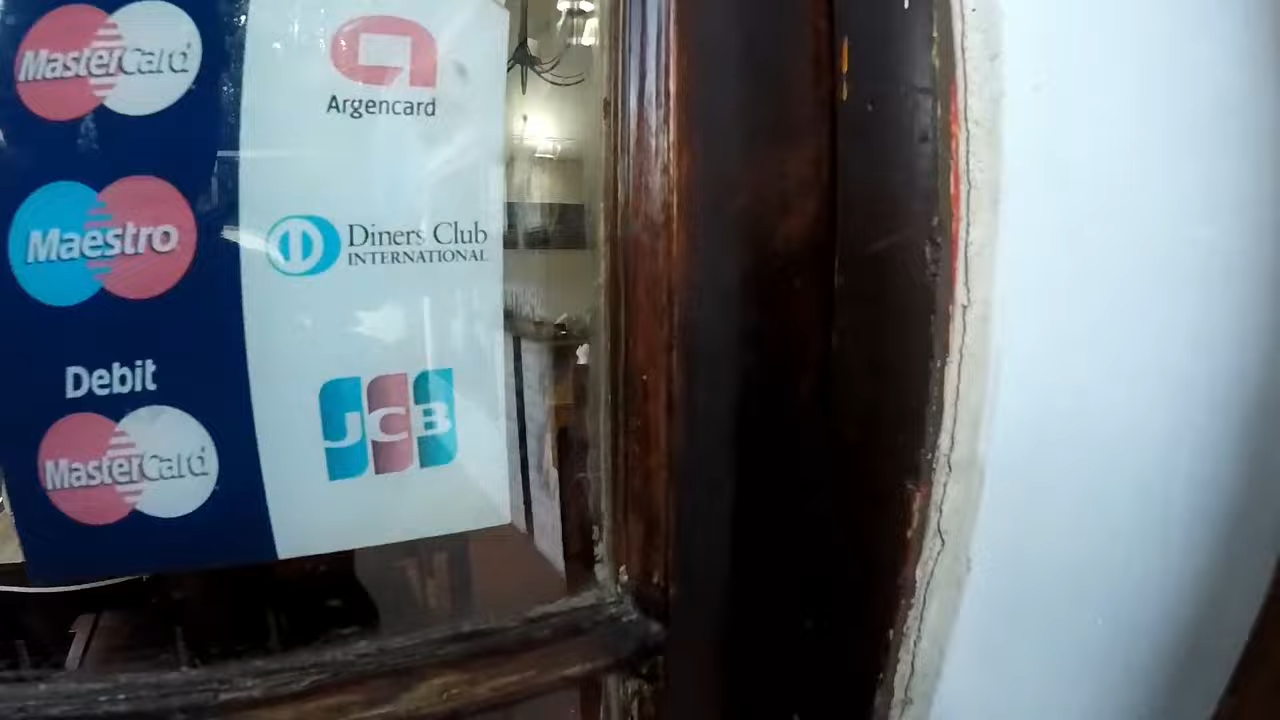 MasterCard
Maestro
Debit
MasterCard
Argencard
Diners Club
INTERNATIONAL
JCB